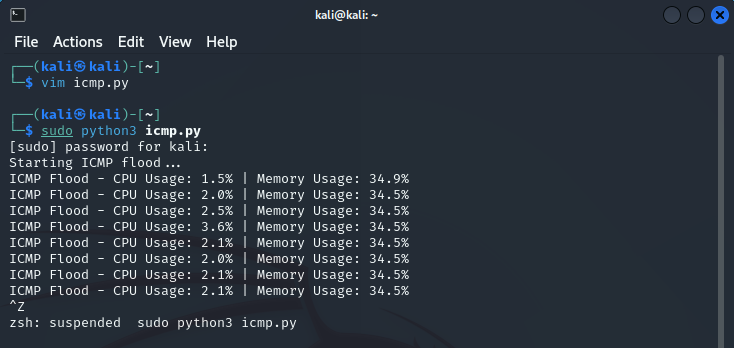 kali@kali: ~
File Actions Edit View Help
┌──(kali㉿kali)-[~]
└─$ vim icmp.py
┌──(kali㉿kali)-[~]
└─$ sudo python3 icmp.py
[sudo] password for kali:
Starting ICMP flood...
ICMP Flood - CPU Usage: 1.5% | Memory Usage: 34.9%
ICMP Flood - CPU Usage: 2.0% | Memory Usage: 34.5%
ICMP Flood - CPU Usage: 2.5% | Memory Usage: 34.5%
ICMP Flood - CPU Usage: 3.6% | Memory Usage: 34.5%
ICMP Flood - CPU Usage: 2.1% | Memory Usage: 34.5%
ICMP Flood - CPU Usage: 2.0% | Memory Usage: 34.5%
ICMP Flood - CPU Usage: 2.1% | Memory Usage: 34.5%
ICMP Flood - CPU Usage: 2.1% | Memory Usage: 34.5%
^Z
zsh: suspended  sudo python3 icmp.py